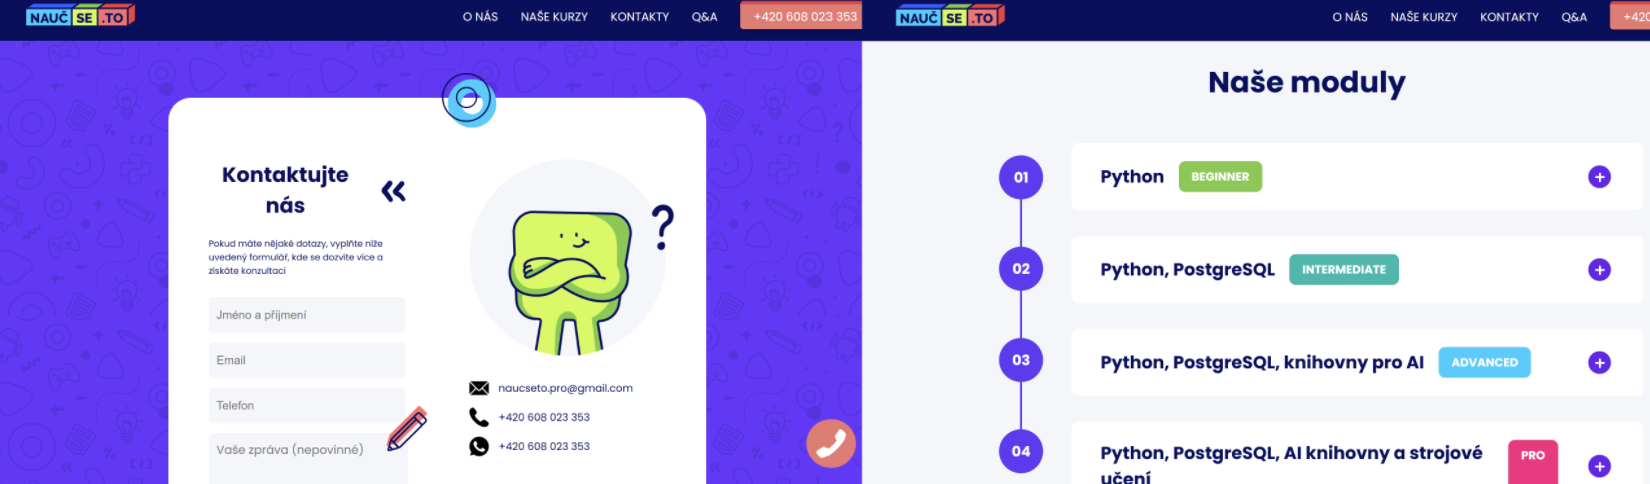 NAUČ SE .TO
O NÁS NAŠE KURZY KONTAKTY Q&A +420 608 023 353
Kontaktujte
nás
Pokud máte nějaké dotazy, vyplňte níže
uvedený formulář, kde se dozvíte více a
získáte konzultaci
Jméno a příjmení
Email
Telefon
Vaše zpráva (nepovinné)
?
naucseto.pro@gmail.com
+420 608 023 353
+420 608 023 353
NAUČ SE .TO
O NÁS NAŠE KURZY KONTAKTY Q&A +420
Naše moduly
01
Python BEGINNER
02
Python, PostgreSQL INTERMEDIATE
03
Python, PostgreSQL, knihovny pro AI ADVANCED
04
Python, PostgreSQL, AI knihovny a strojové PRO
učení